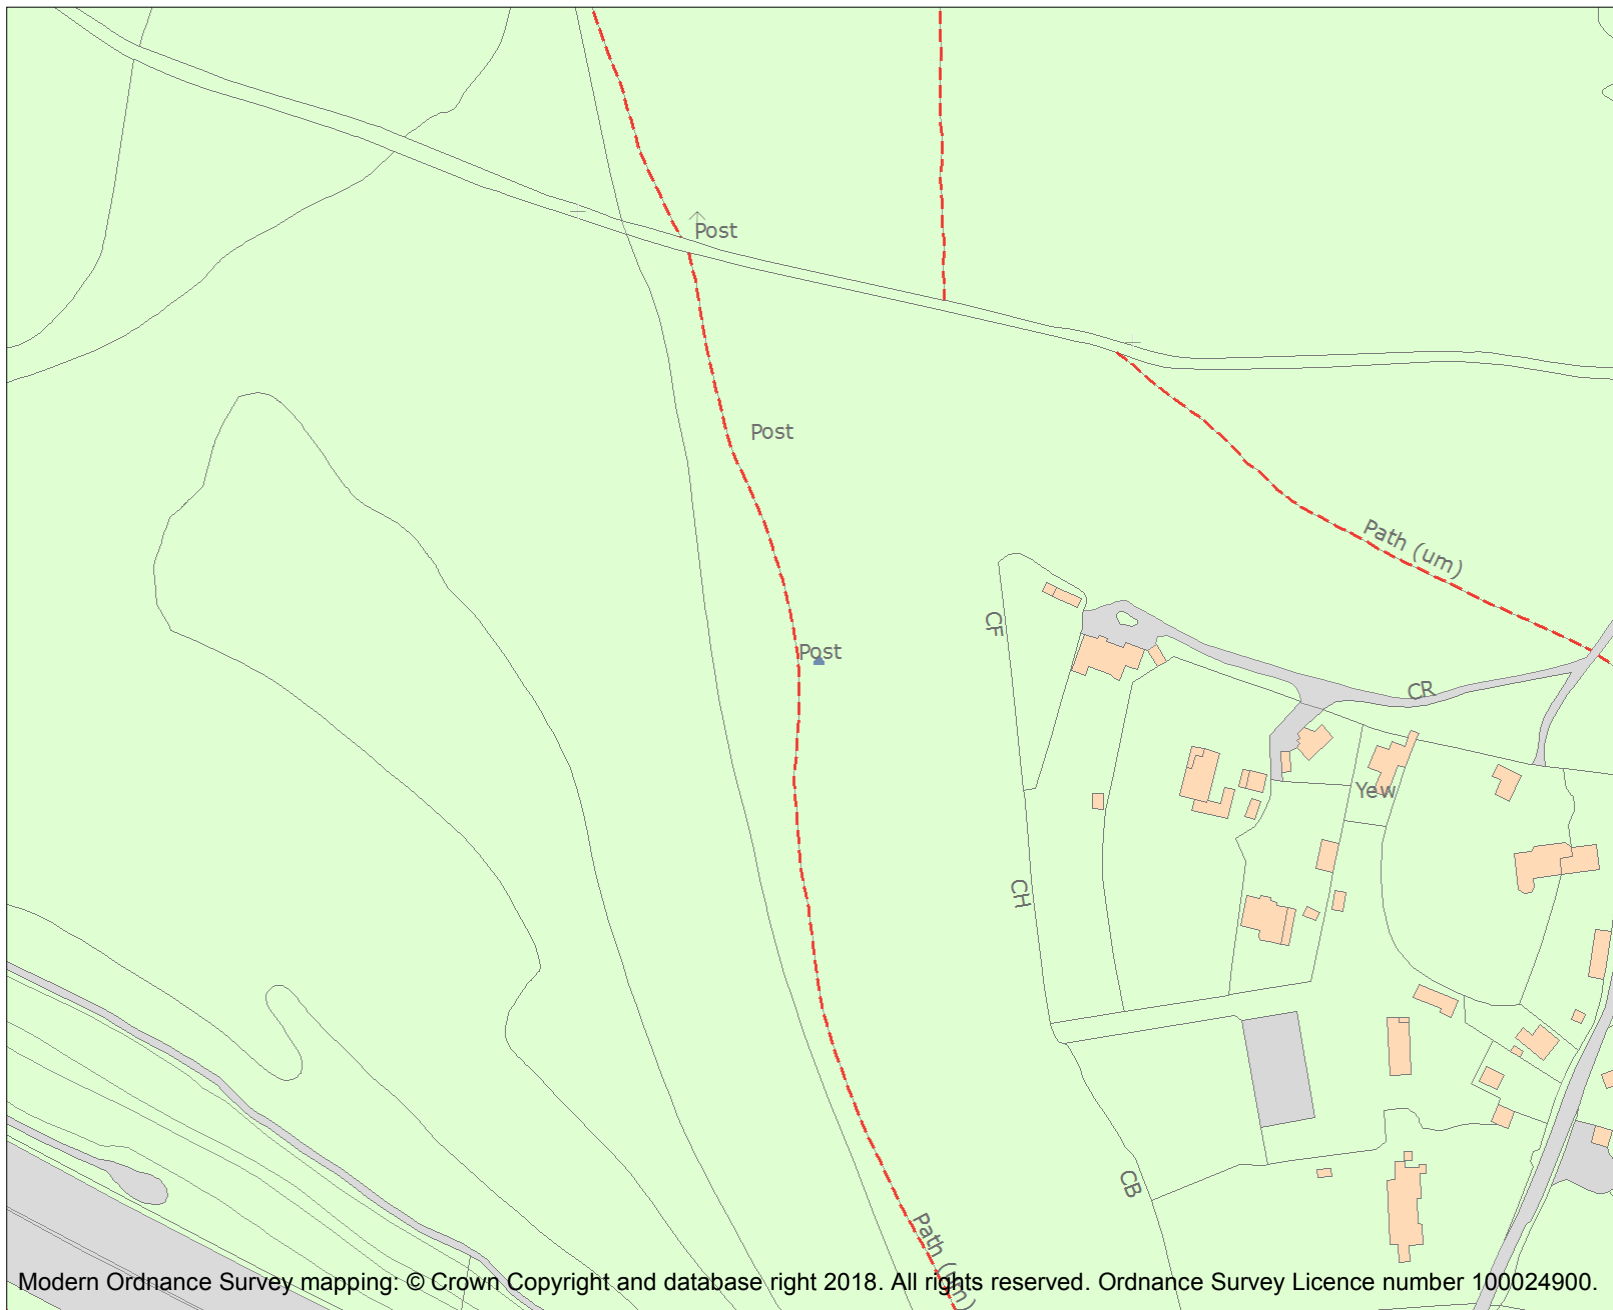 Post
Post
Path (um)
CF
Post
CR
Yew
CH
CB
Path (um)
Modern Ordnance Survey mapping: © Crown Copyright and database right 2018. All rights reserved. Ordnance Survey Licence number 100024900.